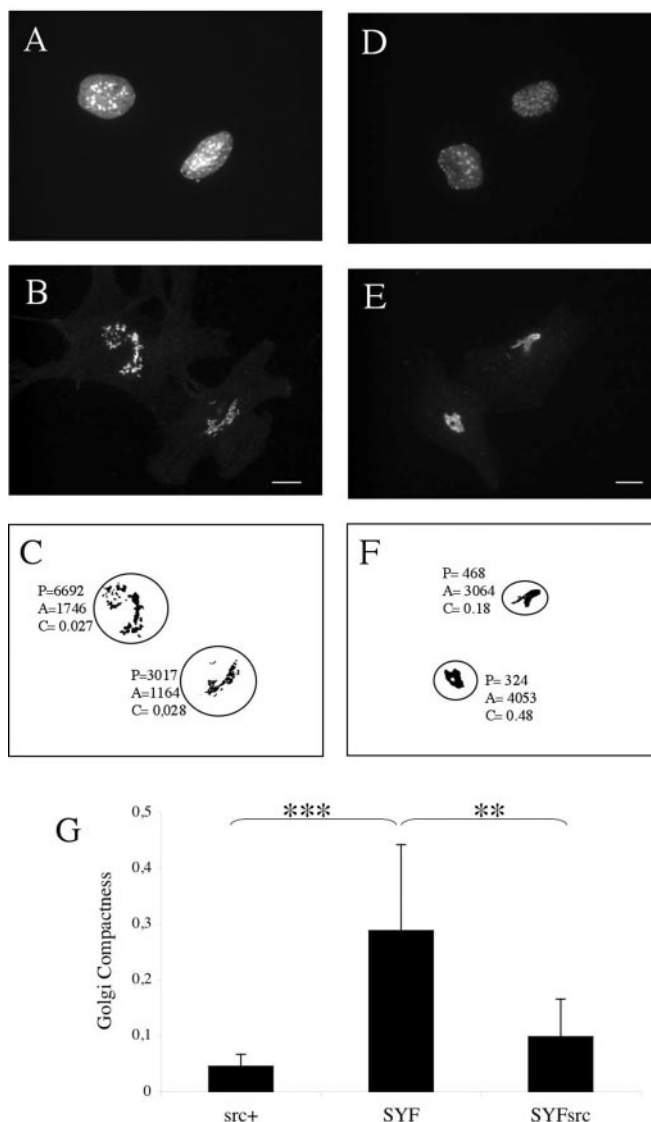 A
D
B
E
C
P=6692
A=1746
C= 0.027
P=3017
A=1164
C= 0,028
F
P= 468
A= 3064
C= 0.18
P= 324
A= 4053
C= 0.48
G
Golgi Compactness
0,5
0,4
0,3
0,2
0,1
0
***
**
src+
SYF
SYFsrc